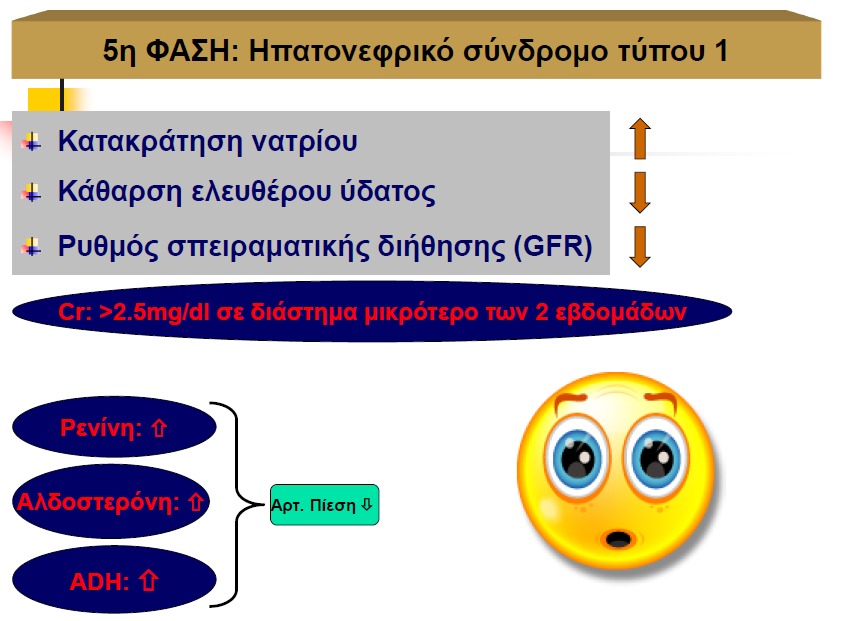 5η ΦΑΣΗ: Ηπατονεφρικό σύνδρομο τύπου 1
Κατακράτηση νατρίου
Κάθαρση ελευθέρου ύδατος
Ρυθμός σπειραματικής διήθησης (GFR)
Cr: >2.5mg/dl σε διάστημα μικρότερο των 2 εβδομάδων
Ρενίνη: ⇧
Αλδοστερόνη: ⇧
Αρτ. Πίεση ⇩
ADH: ⇧